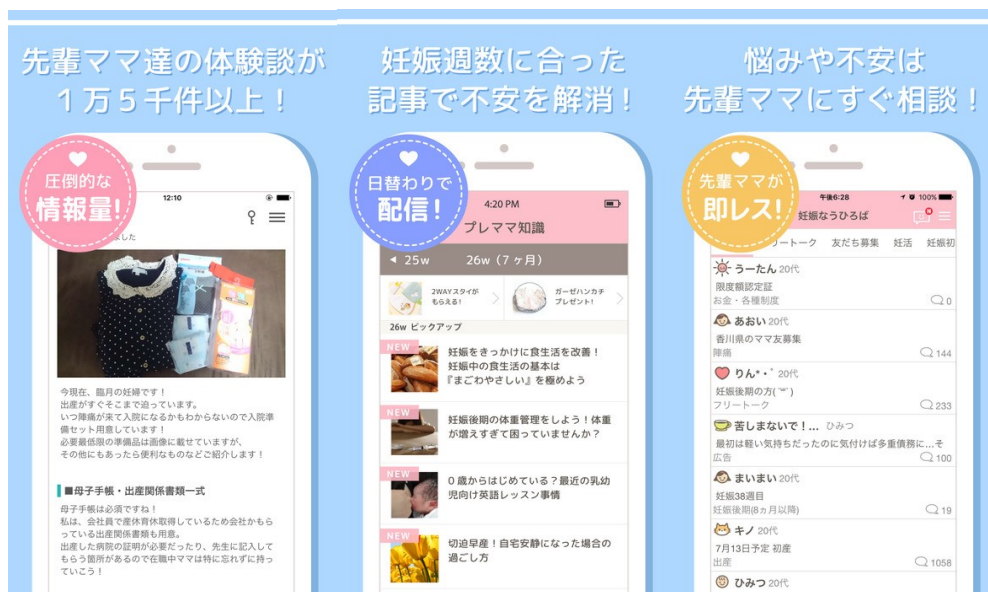 先輩ママ達の体験談が
1万5千件以上！
圧倒的な
情報量!
12:10
今現在、臨月の妊婦です！
出産がすぐそこまで迫っています。
いつ陣痛が来て入院になるかもわからないので入院準
備セット用意しています！
必要最低限の準備品は画像に載せていますが、
その他にもあったら便利なものなどご紹介します！
■母子手帳・出産関係書類一式
母子手帳は必須ですね！
私は、会社員で産休育休取得しているため会社からも
らっている出産関係書類も用意。
出産した病院の証明が必要だったり、先生に記入して
もらう箇所があるので在職中ママは特に忘れずに持っ
ていこう！
妊娠週数に合った
記事で不安を解消！
日替わりで
配信！
4:20 PM
プレママ知識
◀ 25w 26w（7ヶ月）
2WAYスタイが
もらえる!
ガーゼハンカチ
プレゼント!
26w ピックアップ
NEW
妊娠をきっかけに食生活を改善！
妊娠中の食生活の基本は
『まごわやさしい』を極めよう
NEW
妊娠後期の体重管理をしよう！体重
が増えすぎて困っていませんか？
NEW
０歳からはじめている？最近の乳幼
児向け英語レッスン事情
NEW
切迫早産！自宅安静になった場合の
過ごし方
悩みや不安は
先輩ママにすぐ相談！
先輩ママが
即レス!
午後6:28 100%
妊娠なうひろば
ートーク 友だち募集 妊活 妊娠初
うーたん 20代
限度額認定証
お金・各種制度 0
あおい 20代
香川県のママ友募集
陣痛 144
りん*・゜ 20代
妊娠後期の方(
フリートーク 233
苦しまないで！... ひみつ
最初は軽い気持ちだったのに気付けば多重債務に...そ
広告 100
まいまい 20代
妊娠38週目
妊娠後期(8ヵ月以降) 19
キノ 20代
7月13日予定 初産
出産 1058
ひみつ 20代